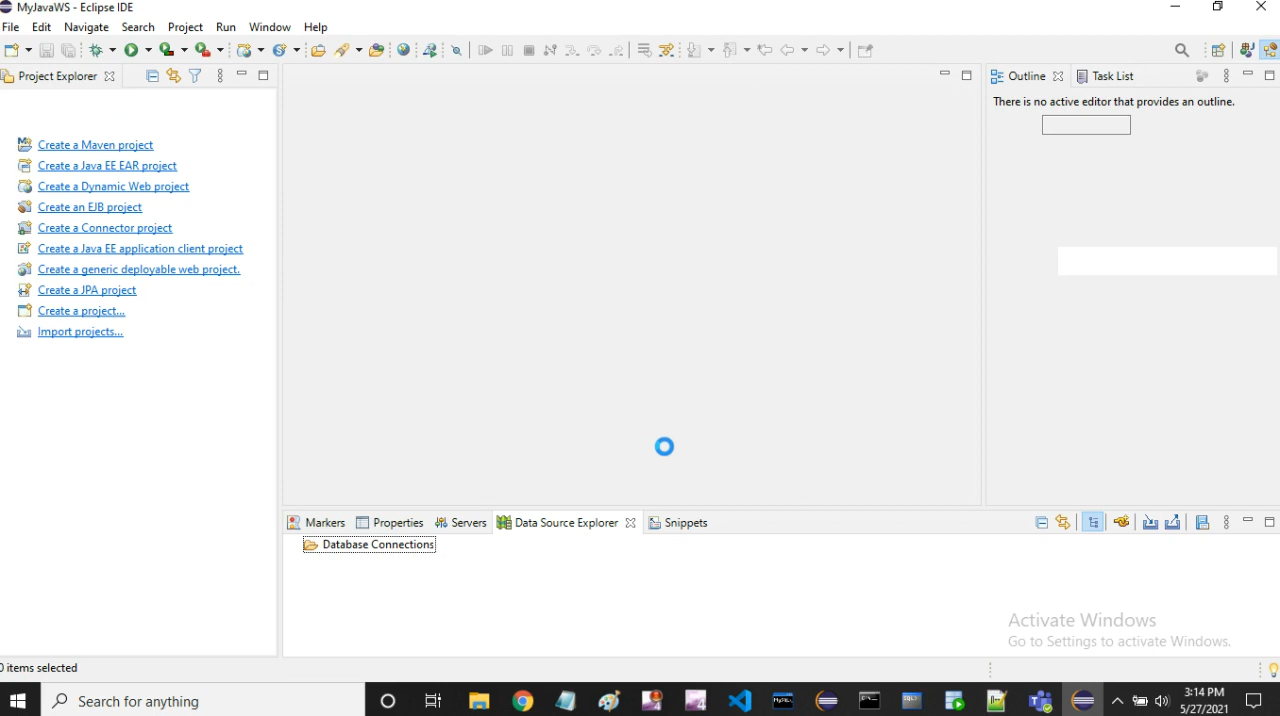 MyJavaWS - Eclipse IDE
File Edit Navigate Search Project Run Window Help
Project Explorer
Outline Task List
There is no active editor that provides an outline.
Create a Maven project
Create a Java EE EAR project
Create a Dynamic Web project
Create an EJB project
Create a Connector project
Create a Java EE application client project
Create a generic deployable web project.
Create a JPA project
Create a project...
Import projects...
Markers Properties Servers Data Source Explorer Snippets
Database Connections
Activate Windows
Go to Settings to activate Windows.
0 items selected
Search for anything
3:14 PM
5/27/2021